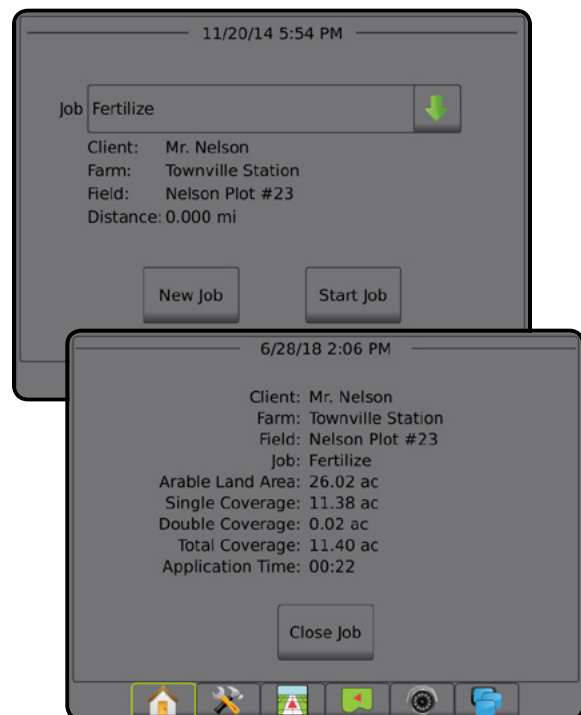 11/20/14 5:54 PM
Job Fertilize
Client: Mr. Nelson
Farm: Townville Station
Field: Nelson Plot #23
Distance: 0.000 mi
New Job Start Job
6/28/18 2:06 PM
Client: Mr. Nelson
Farm: Townville Station
Field: Nelson Plot #23
Job: Fertilize
Arable Land Area: 26.02 ac
Single Coverage: 11.38 ac
Double Coverage: 0.02 ac
Total Coverage: 11.40 ac
Application Time: 00:22
Close Job